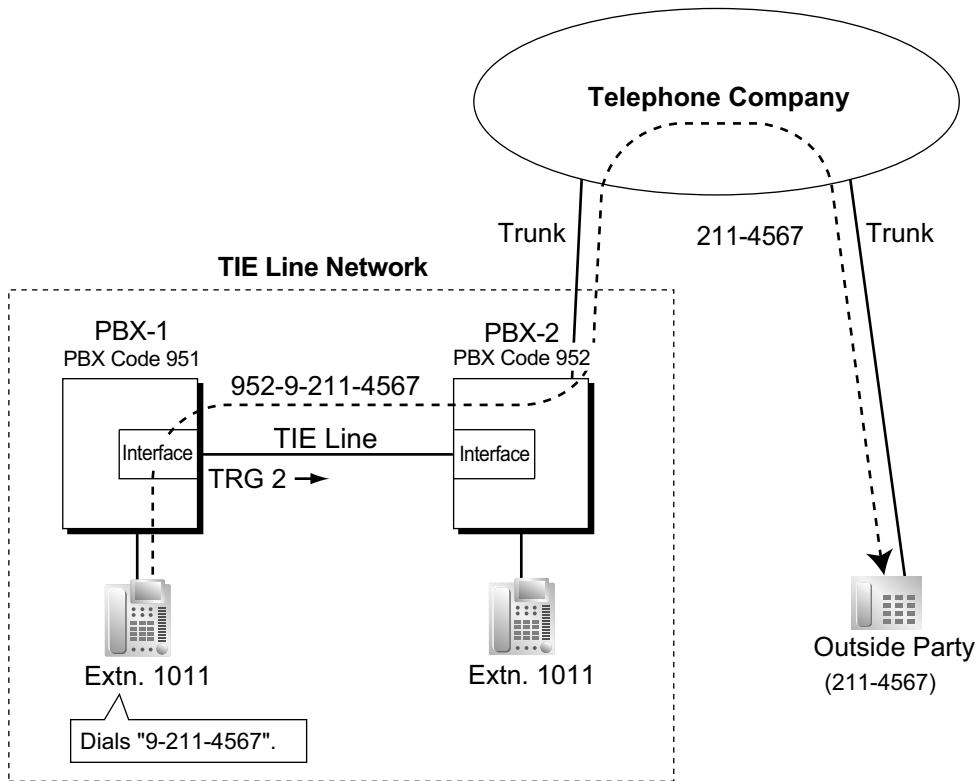 Telephone Company
Trunk
211-4567
Trunk
TIE Line Network
PBX-1
PBX Code 951
PBX-2
PBX Code 952
952-9-211-4567
Interface
TIE Line
Interface
TRG 2 →
Extn. 1011
Extn. 1011
Outside Party
(211-4567)
Dials "9-211-4567".